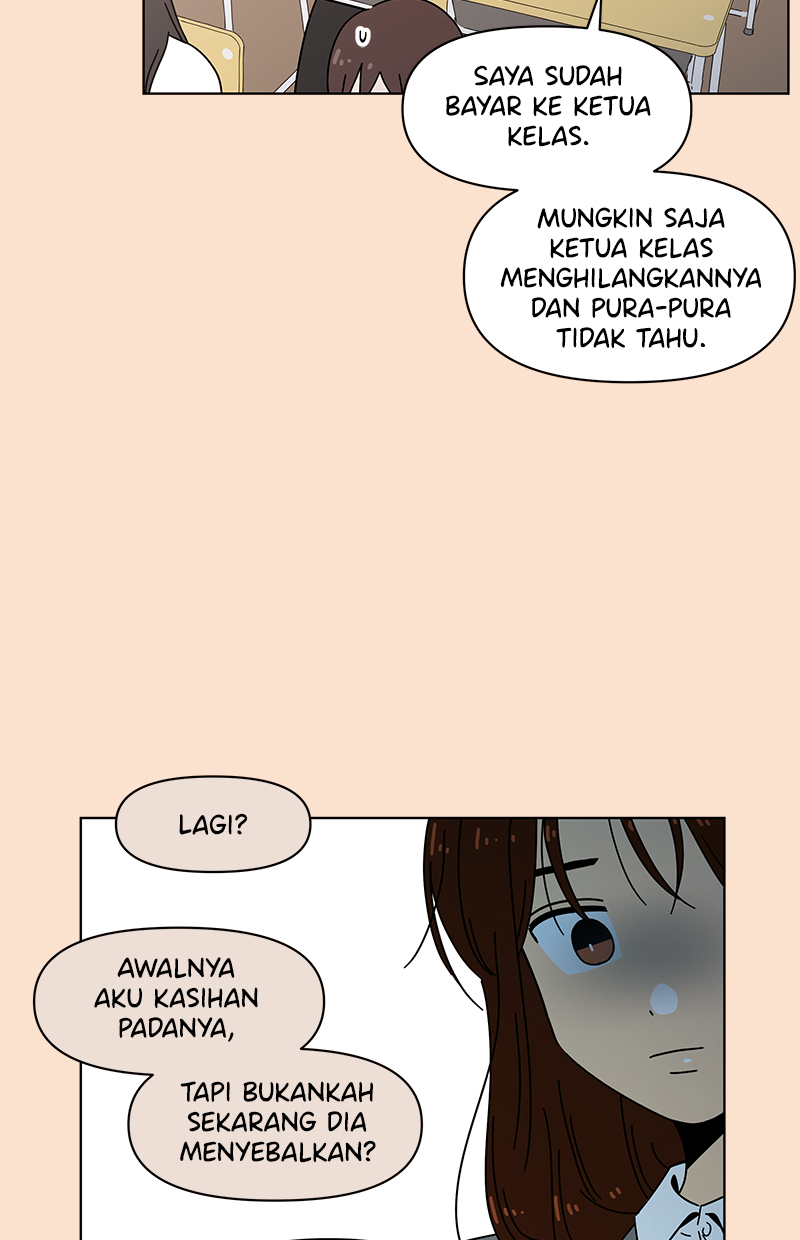 SAYA SUDAH
BAYAR KE KETUA
KELAS.
MUNGKIN SAJA
KETUA KELAS
MENGHILANGKANNYA
DAN PURA-PURA
TIDAK TAHU.
LAGI?
AWALNYA
AKU KASIHAN
PADANYA,
TAPI BUKANKAH
SEKARANG DIA
MENYEBALKAN?